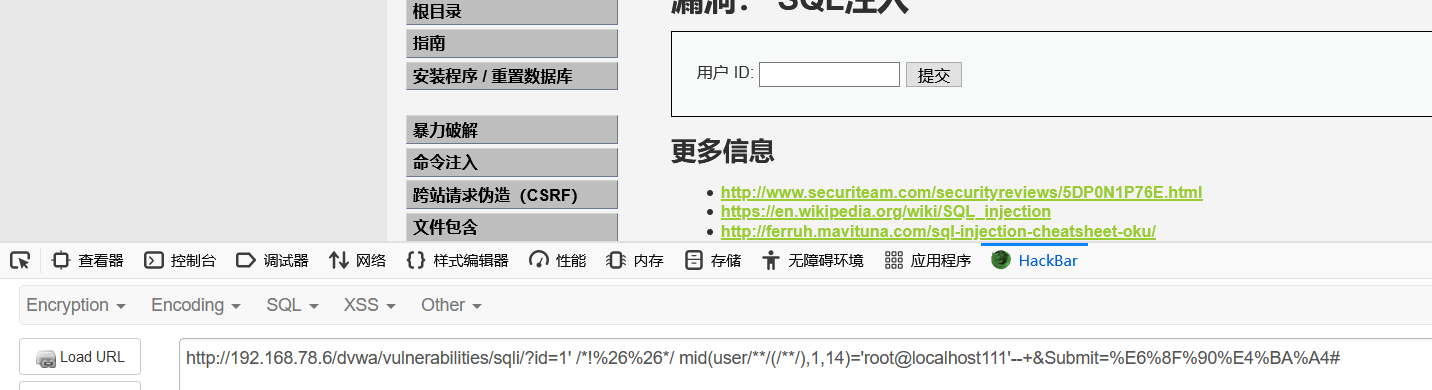 漏洞： SQL注入
根目录
指南
安装程序 / 重置数据库
用户 ID:
提交
暴力破解
命令注入
跨站请求伪造（CSRF）
文件包含
更多信息
http://www.securiteam.com/securityreviews/5DP0N1P76E.html
https://en.wikipedia.org/wiki/SQL_injection
http://ferruh.mavituna.com/sql-injection-cheatsheet-oku/
查看器 控制台 调试器 网络 样式编辑器 性能 内存 存储 无障碍环境 应用程序 HackBar
Encryption Encoding SQL XSS Other
Load URL
http://192.168.78.6/dvwa/vulnerabilities/sqli/?id=1' /*!%26%26*/ mid(user/**/(/**/),1,14)='root@localhost111'--+&Submit=%E6%8F%90%E4%BA%A4#